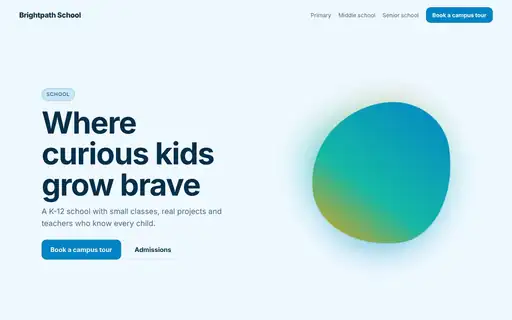 Brightpath School
Primary Middle school Senior school Book a campus tour
SCHOOL
Where
curious kids
grow brave
A K-12 school with small classes, real projects and
teachers who know every child.
Book a campus tour Admissions